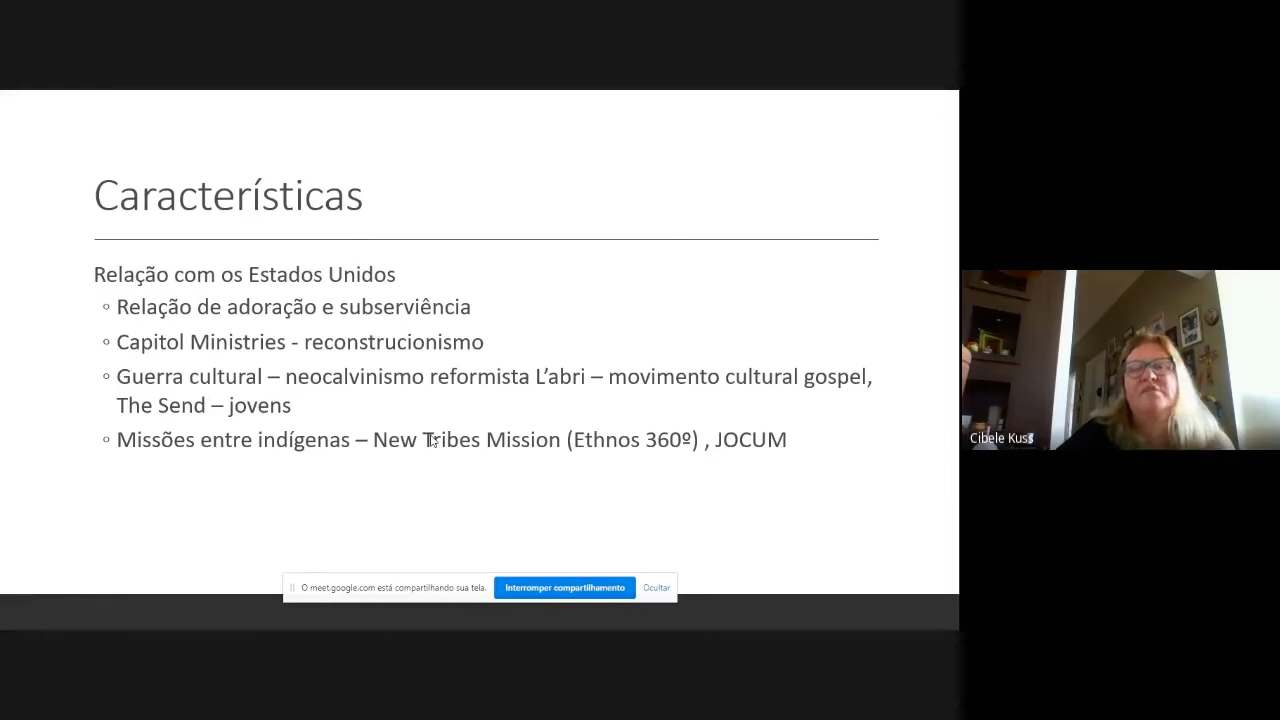 Características
Relação com os Estados Unidos
◦ Relação de adoração e subserviência
◦ Capitol Ministries - reconstrucionismo
◦ Guerra cultural – neocalvinismo reformista L’abri – movimento cultural gospel,
The Send – jovens
◦ Missões entre indígenas – New Tribes Mission (Ethnos 360º) , JOCUM
O meet.google.com está compartilhando sua tela.
Interromper compartilhamento
Ocultar
Cibele Kuss